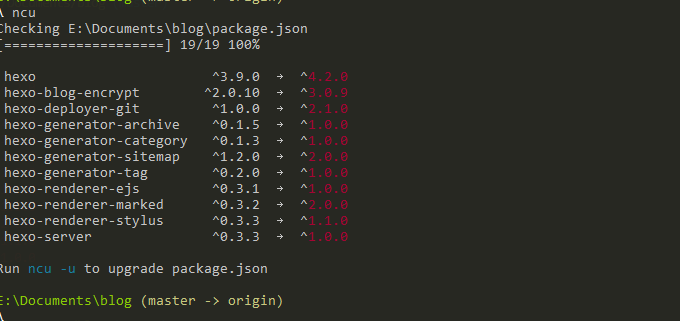 E:\Documents\blog (master -> origin)
λ ncu
Checking E:\Documents\blog\package.json
[====================] 19/19 100%
hexo ^3.9.0 → ^4.2.0
hexo-blog-encrypt ^2.0.10 → ^3.0.9
hexo-deployer-git ^1.0.0 → ^2.1.0
hexo-generator-archive ^0.1.5 → ^1.0.0
hexo-generator-category ^0.1.3 → ^1.0.0
hexo-generator-sitemap ^1.2.0 → ^2.0.0
hexo-generator-tag ^0.2.0 → ^1.0.0
hexo-renderer-ejs ^0.3.1 → ^1.0.0
hexo-renderer-marked ^0.3.2 → ^2.0.0
hexo-renderer-stylus ^0.3.3 → ^1.1.0
hexo-server ^0.3.3 → ^1.0.0
Run ncu -u to upgrade package.json
E:\Documents\blog (master -> origin)
λ